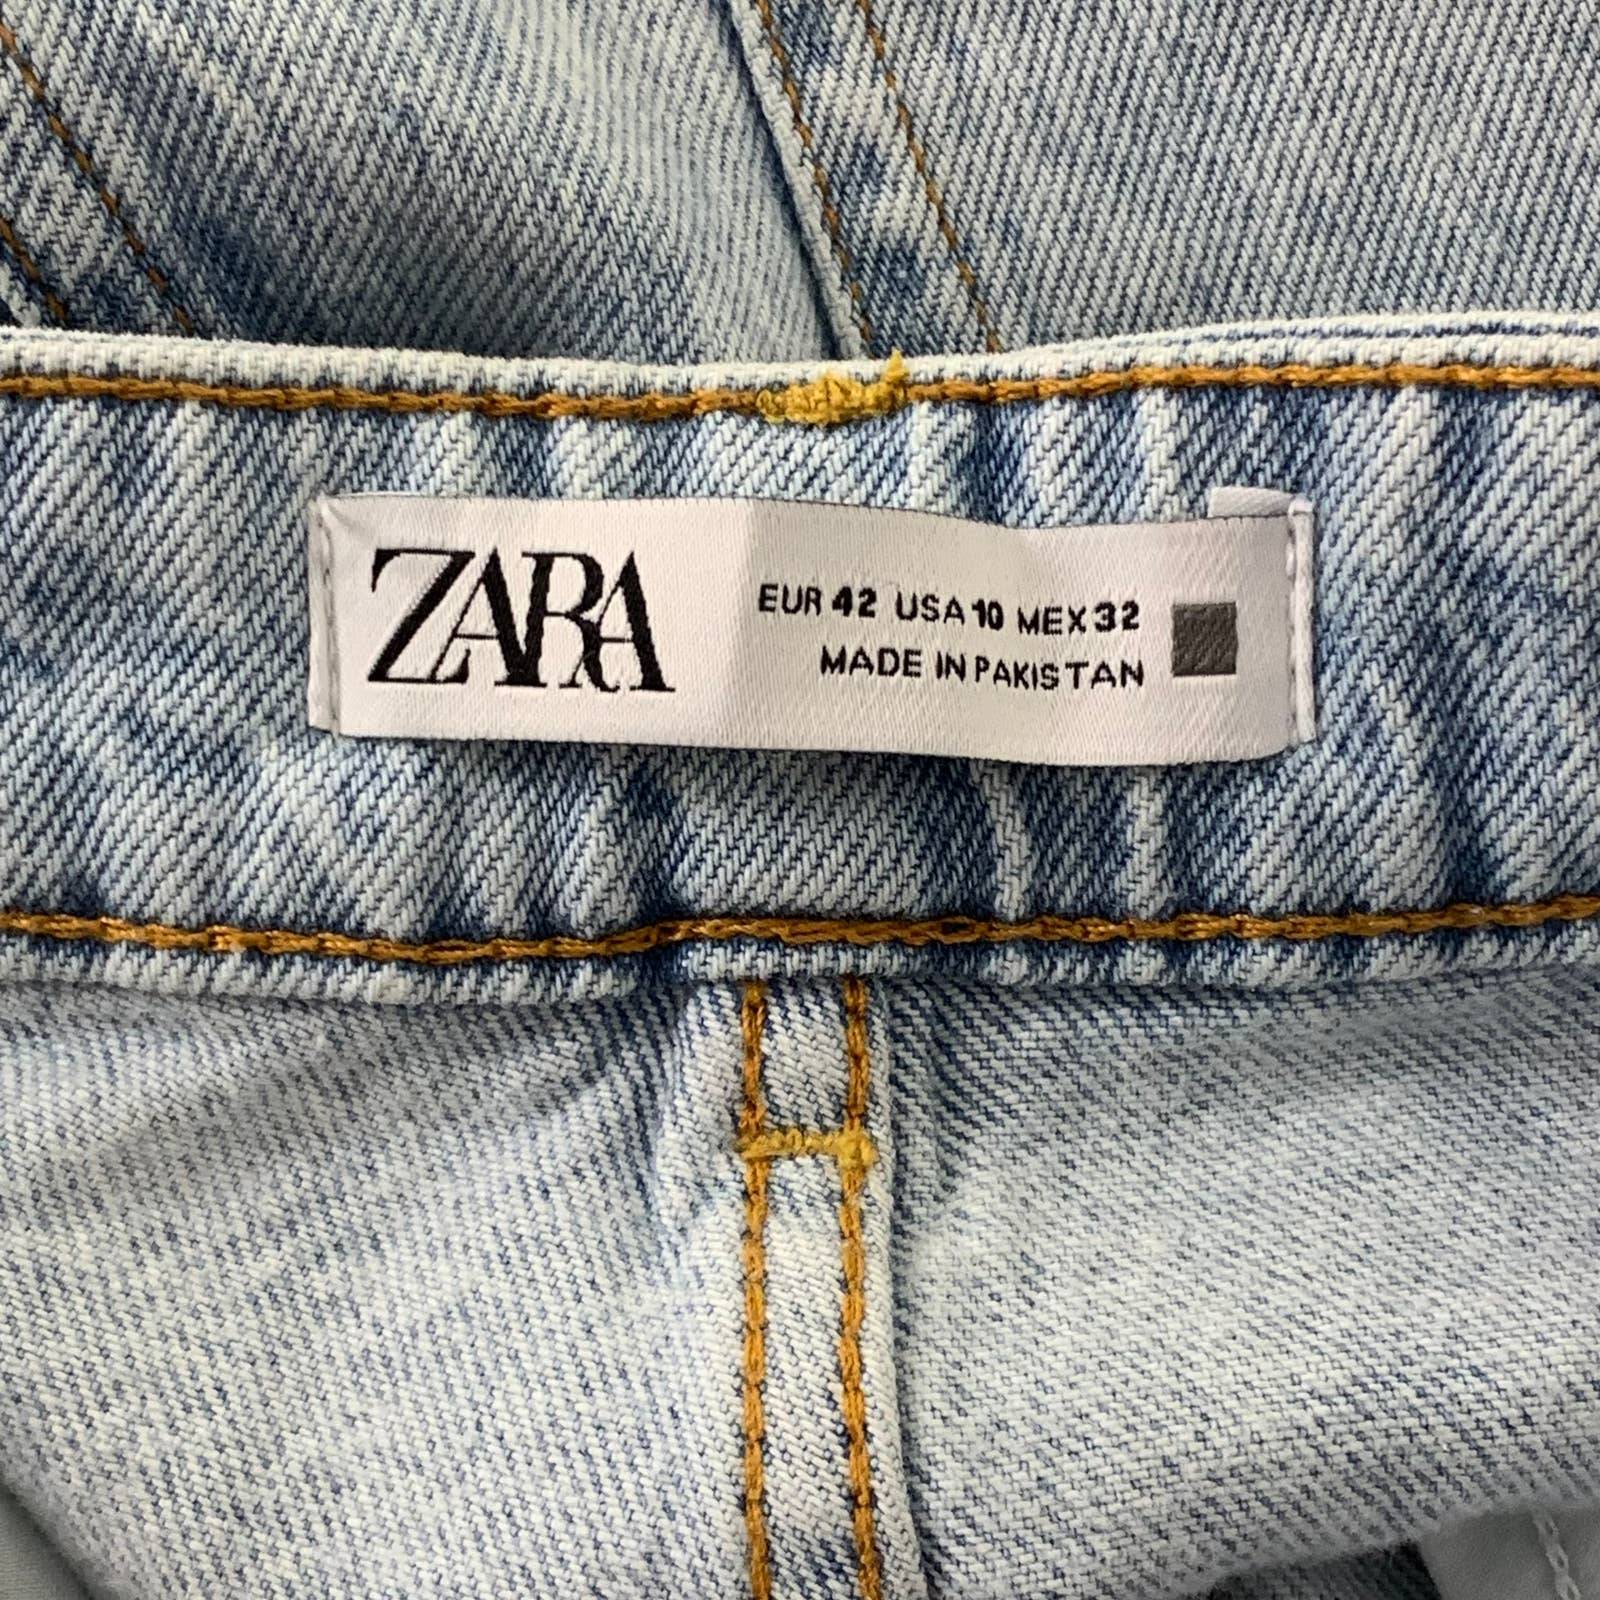 ZARA
EUR 42 USA 10 MEX 32
MADE IN PAKISTAN